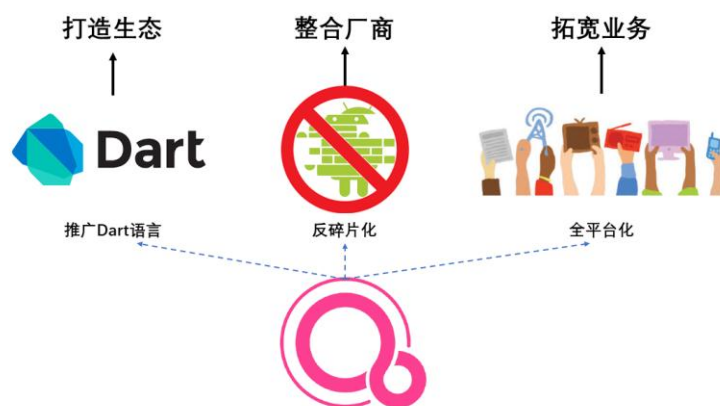 打造生态
整合厂商
拓宽业务
Dart
推广Dart语言
反碎片化
全平台化